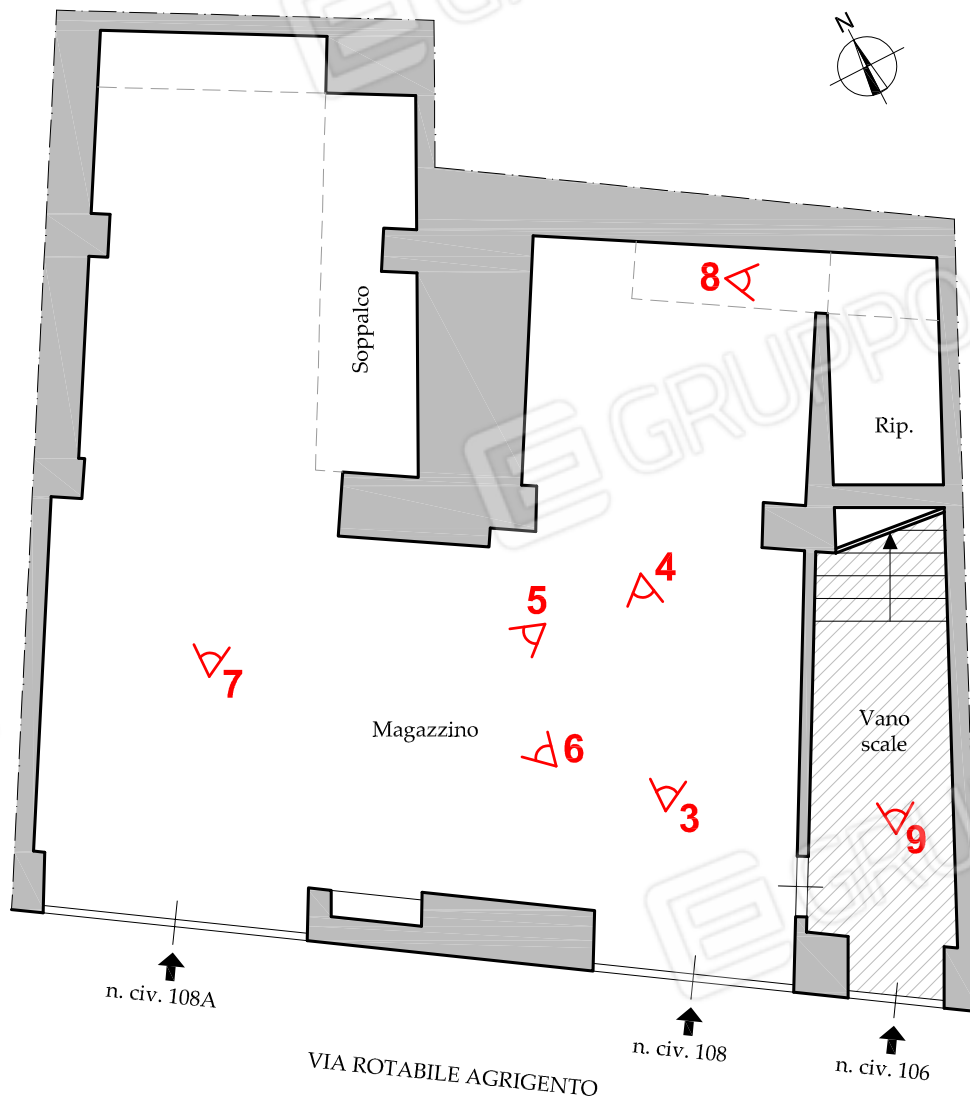 N
GRUPPO
8
Soppalco
Rip.
GRUPPO
4
5
7
Magazzino
6
Vano
scale
3
9
n. civ. 108A
n. civ. 108
n. civ. 106
VIA ROTABILE AGRIGENTO